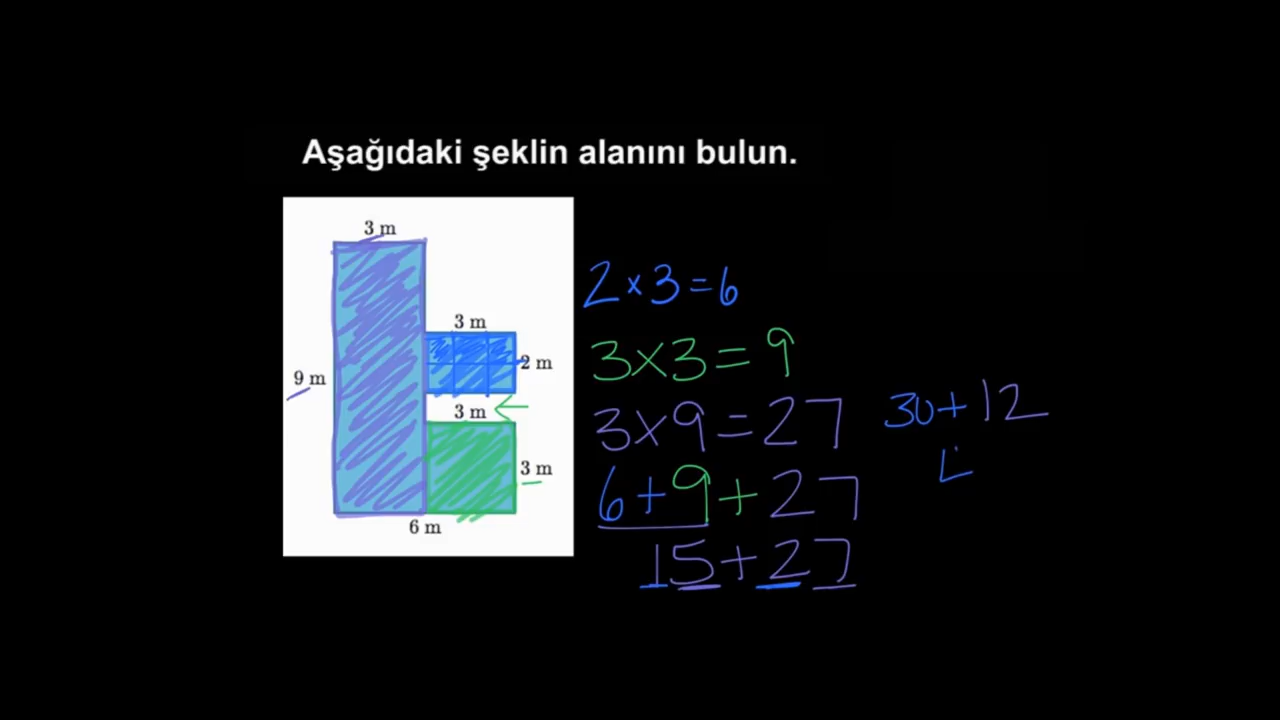 Aşağıdaki şeklin alanını bulun.
3 m
3 m
2 m
9 m
3 m
3 m
6 m
2 × 3 = 6
3 × 3 = 9
3 × 9 = 27
30 + 12
6 + 9 + 27
15 + 27